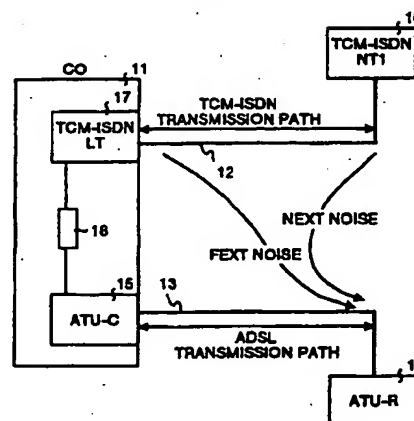 CO
11
17
TCM-ISDN
LT
TCM-ISDN
NT1
TCM-ISDN
TRANSMISSION PATH
12
NEXT NOISE
FEXT NOISE
18
15
ATU-C
13
ADSL
TRANSMISSION PATH
ATU-R